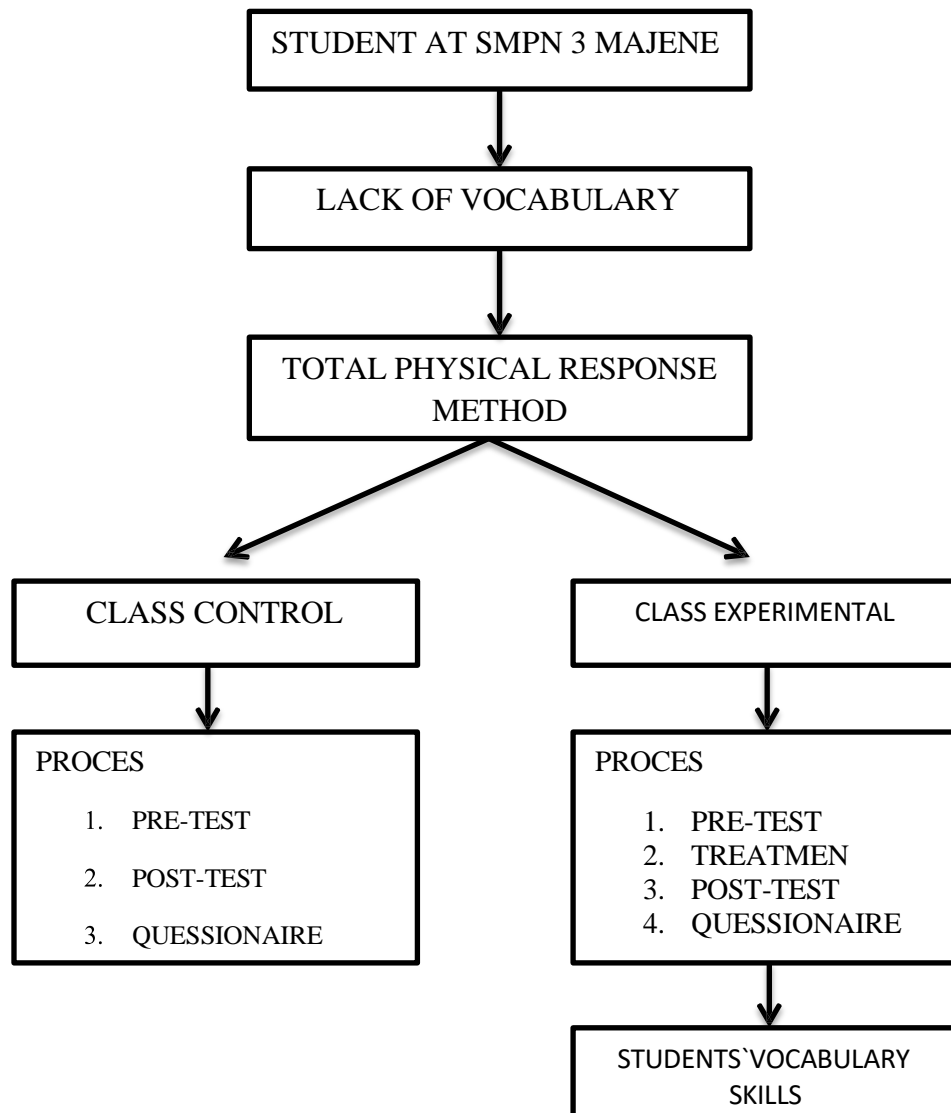 STUDENT AT SMPN 3 MAJENE
LACK OF VOCABULARY
TOTAL PHYSICAL RESPONSE
METHOD
CLASS CONTROL
CLASS EXPERIMENTAL
PROCES
1. PRE-TEST
2. POST-TEST
3. QUESSIONAIRE
PROCES
1. PRE-TEST
2. TREATMEN
3. POST-TEST
4. QUESSIONAIRE
STUDENTS`VOCABULARY
SKILLS